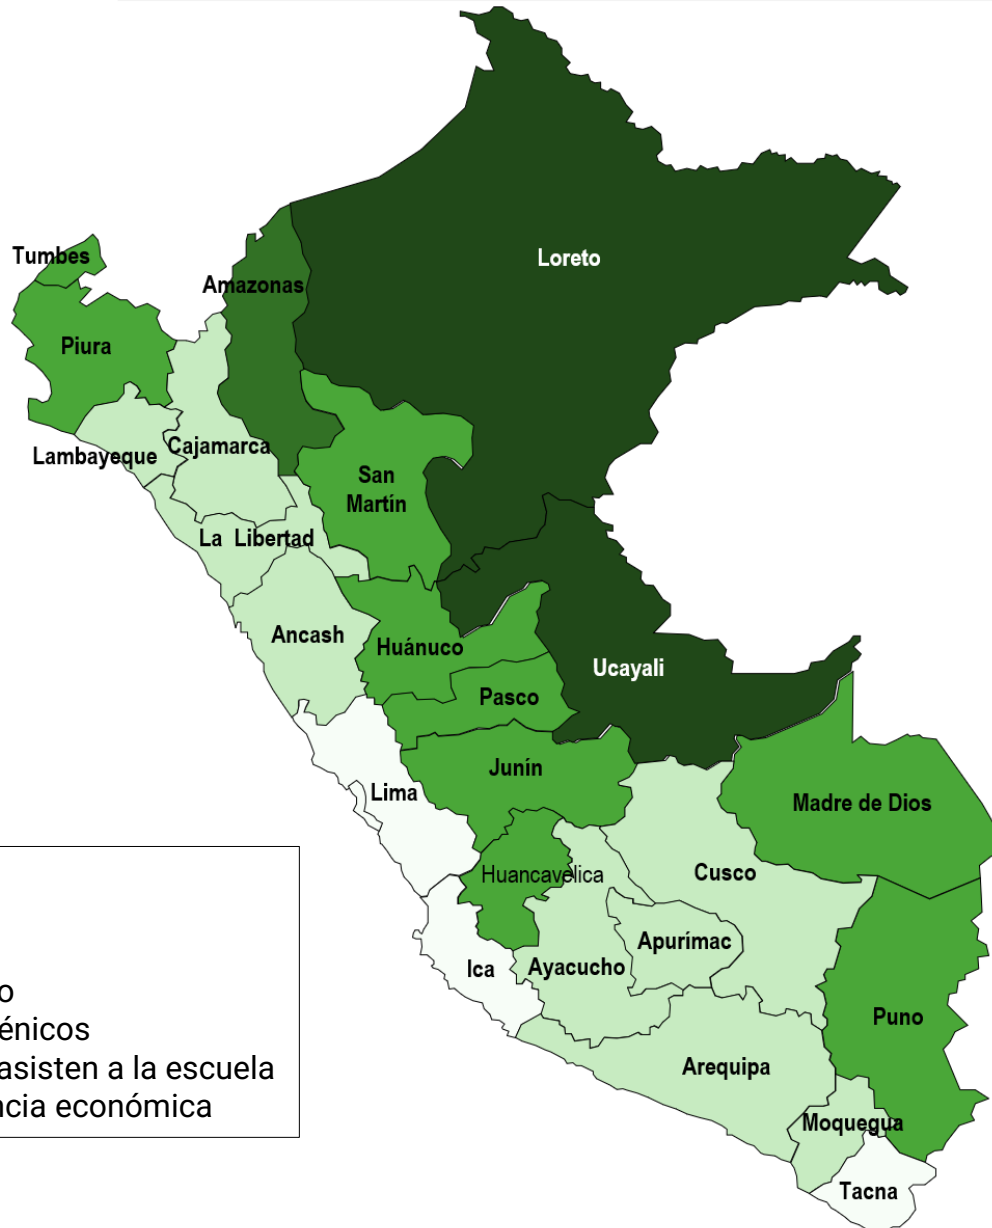 Loreto
Tumbes
Amazonas
Piura
Cajamarca
Lambayeque
San
Martín
La Libertad
Ancash
Huánuco
Ucayali
Pasco
Junín
Lima
Madre de Dios
Huancavelica
Cusco
Apurímac
Ayacucho
Ica
Puno
Arequipa
Moquegua
Tacna
o
énicos
asisten a la escuela
ncia económica